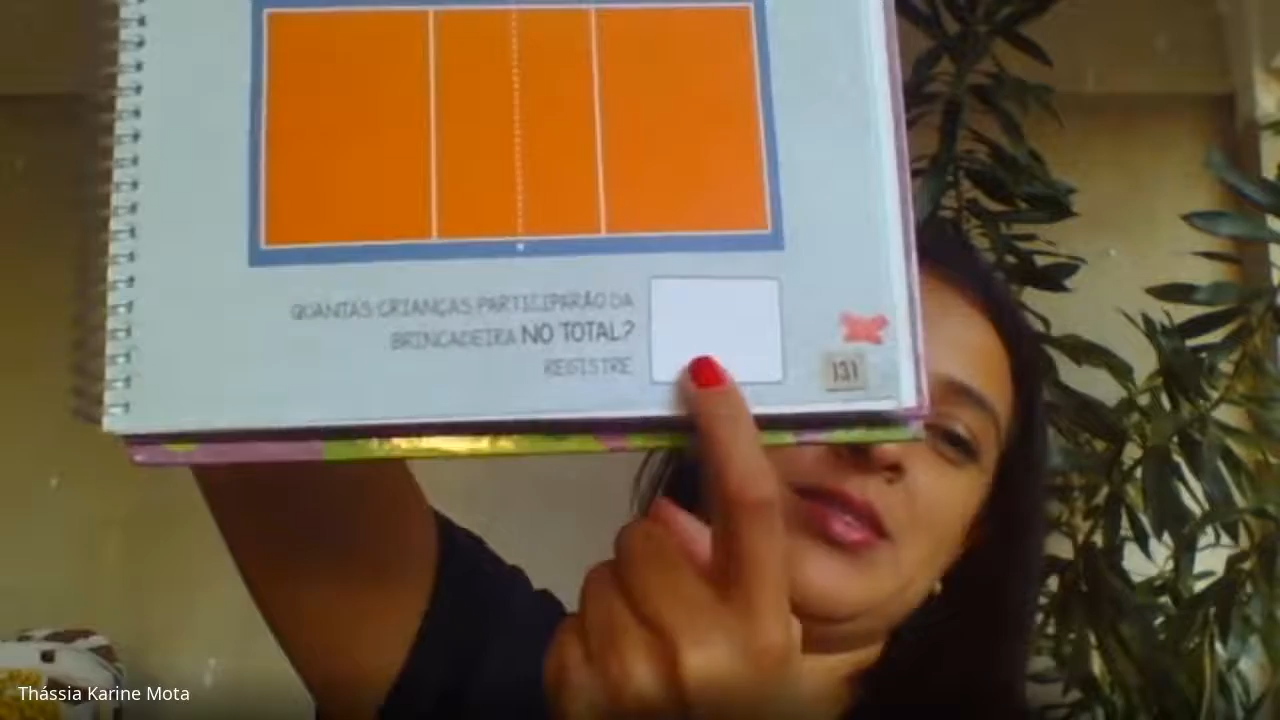 QUANTAS CRIANÇAS PARTICIPARÃO DA
BRINCADEIRA NO TOTAL?
REGISTRE
131
Thássia Karine Mota